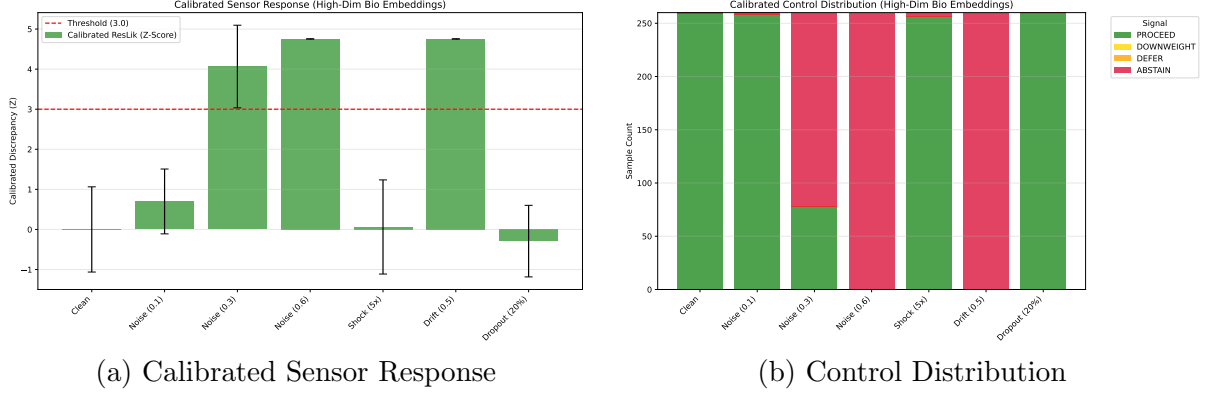 Calibrated Sensor Response (High-Dim Bio Embeddings)
Threshold (3.0)
Calibrated ResLik (Z-Score)
Calibrated Discrepancy (Z)
5
4
3
2
1
0
−1
Clean
Noise (0.1)
Noise (0.3)
Noise (0.6)
Shock (5x)
Drift (0.5)
Dropout (20%)
(a) Calibrated Sensor Response
Calibrated Control Distribution (High-Dim Bio Embeddings)
Sample Count
250
200
150
100
50
0
Clean
Noise (0.1)
Noise (0.3)
Noise (0.6)
Shock (5x)
Drift (0.5)
Dropout (20%)
Signal
PROCEED
DOWNWEIGHT
DEFER
ABSTAIN
(b) Control Distribution